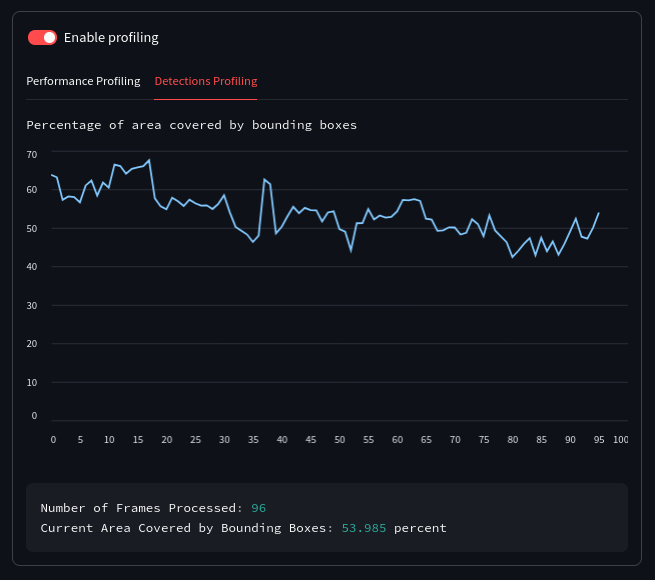 Enable profiling
Performance Profiling Detections Profiling
Percentage of area covered by bounding boxes
70
60
50
40
30
20
10
0
0 5 10 15 20 25 30 35 40 45 50 55 60 65 70 75 80 85 90 95 100
Number of Frames Processed: 96
Current Area Covered by Bounding Boxes: 53.985 percent